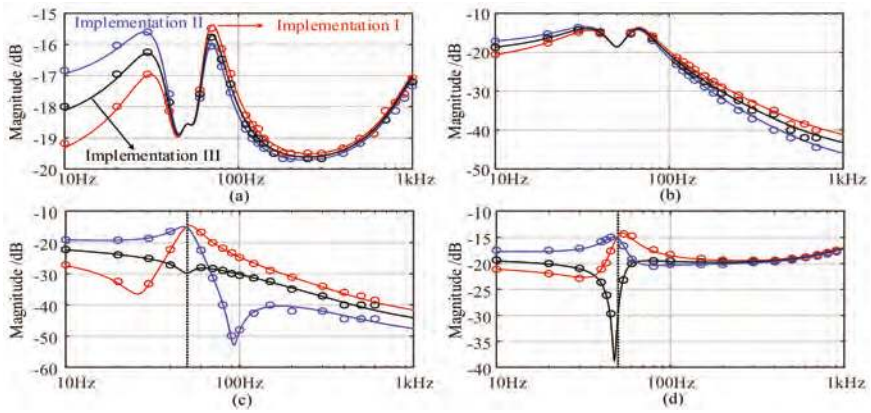 Implementation II
Implementation I
Implementation III
Magnitude /dB
-15
-16
-17
-18
-19
-20
10Hz
100Hz
1kHz
(a)
Magnitude /dB
-10
-20
-30
-40
-50
10Hz
100Hz
1kHz
(b)
Magnitude /dB
-10
-20
-30
-40
-50
-60
10Hz
100Hz
1kHz
(c)
Magnitude /dB
-10
-15
-20
-25
-30
-35
-40
10Hz
100Hz
1kHz
(d)